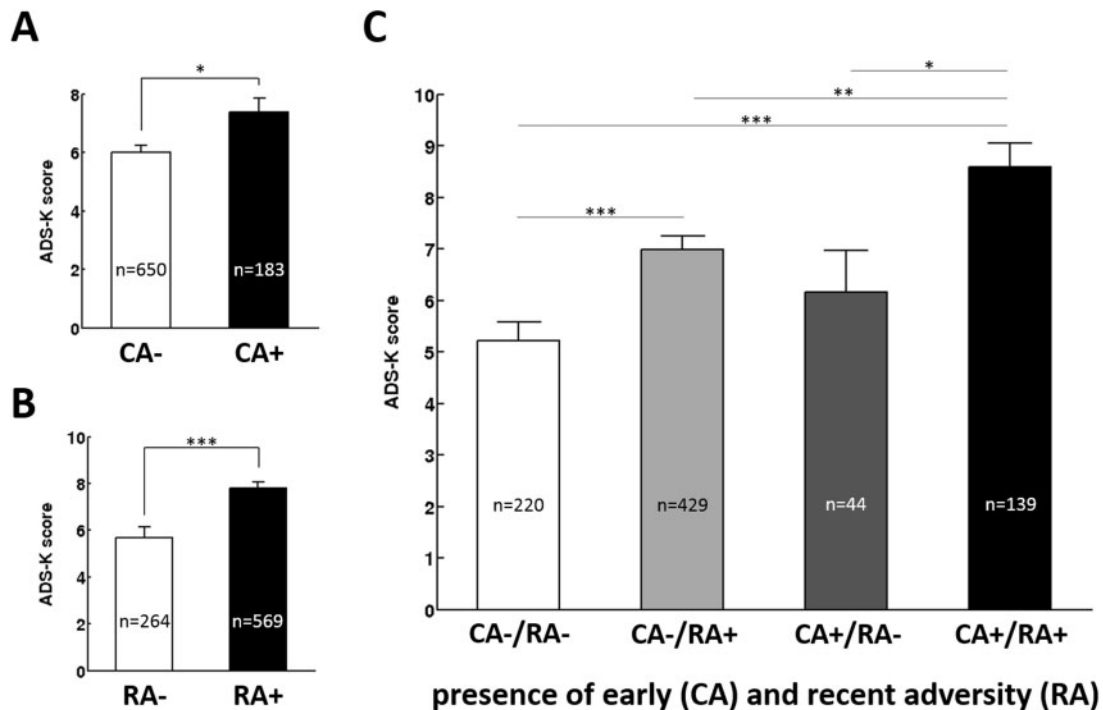 A
*
8
6
4
2
0
ADS-K score
n=650
n=183
CA-
CA+
B
***
10
8
6
4
2
0
ADS-K score
n=264
n=569
RA-
RA+
C
*
**
***
***
10
9
8
7
6
5
4
3
2
1
0
ADS-K score
n=220
n=429
n=44
n=139
CA-/RA-
CA-/RA+
CA+/RA-
CA+/RA+
presence of early (CA) and recent adversity (RA)